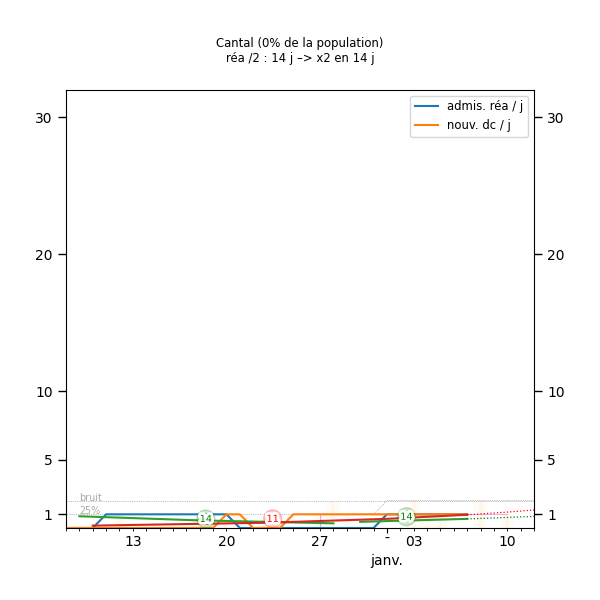 Cantal (0% de la population)
réa /2 : 14 j –> x2 en 14 j
admis. réa / j
nouv. dc / j
30 30
20 20
10 10
5 5
bruit
25%
1 14 11 14 1
13 20 27 - 03 10
janv.